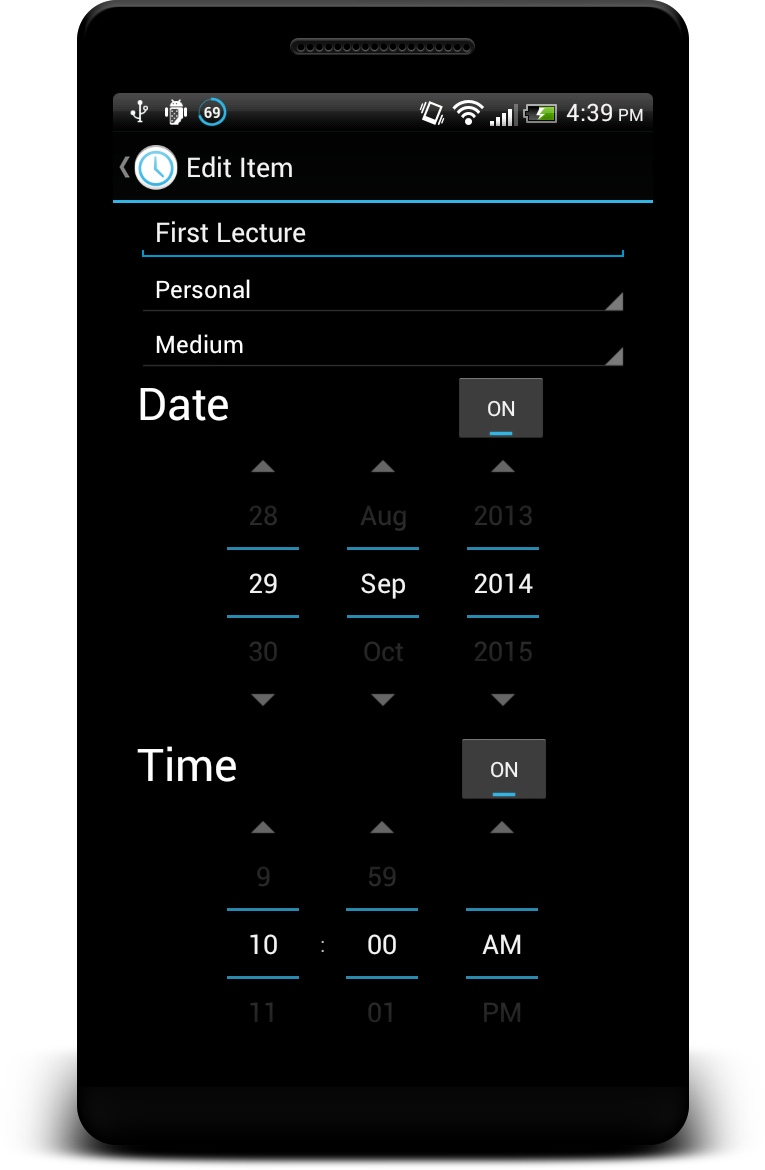 69 4:39 PM
Edit Item
First Lecture
Personal
Medium
Date ON
28 Aug 2013
29 Sep 2014
30 Oct 2015
Time ON
9 59
10 : 00 AM
11 01 PM